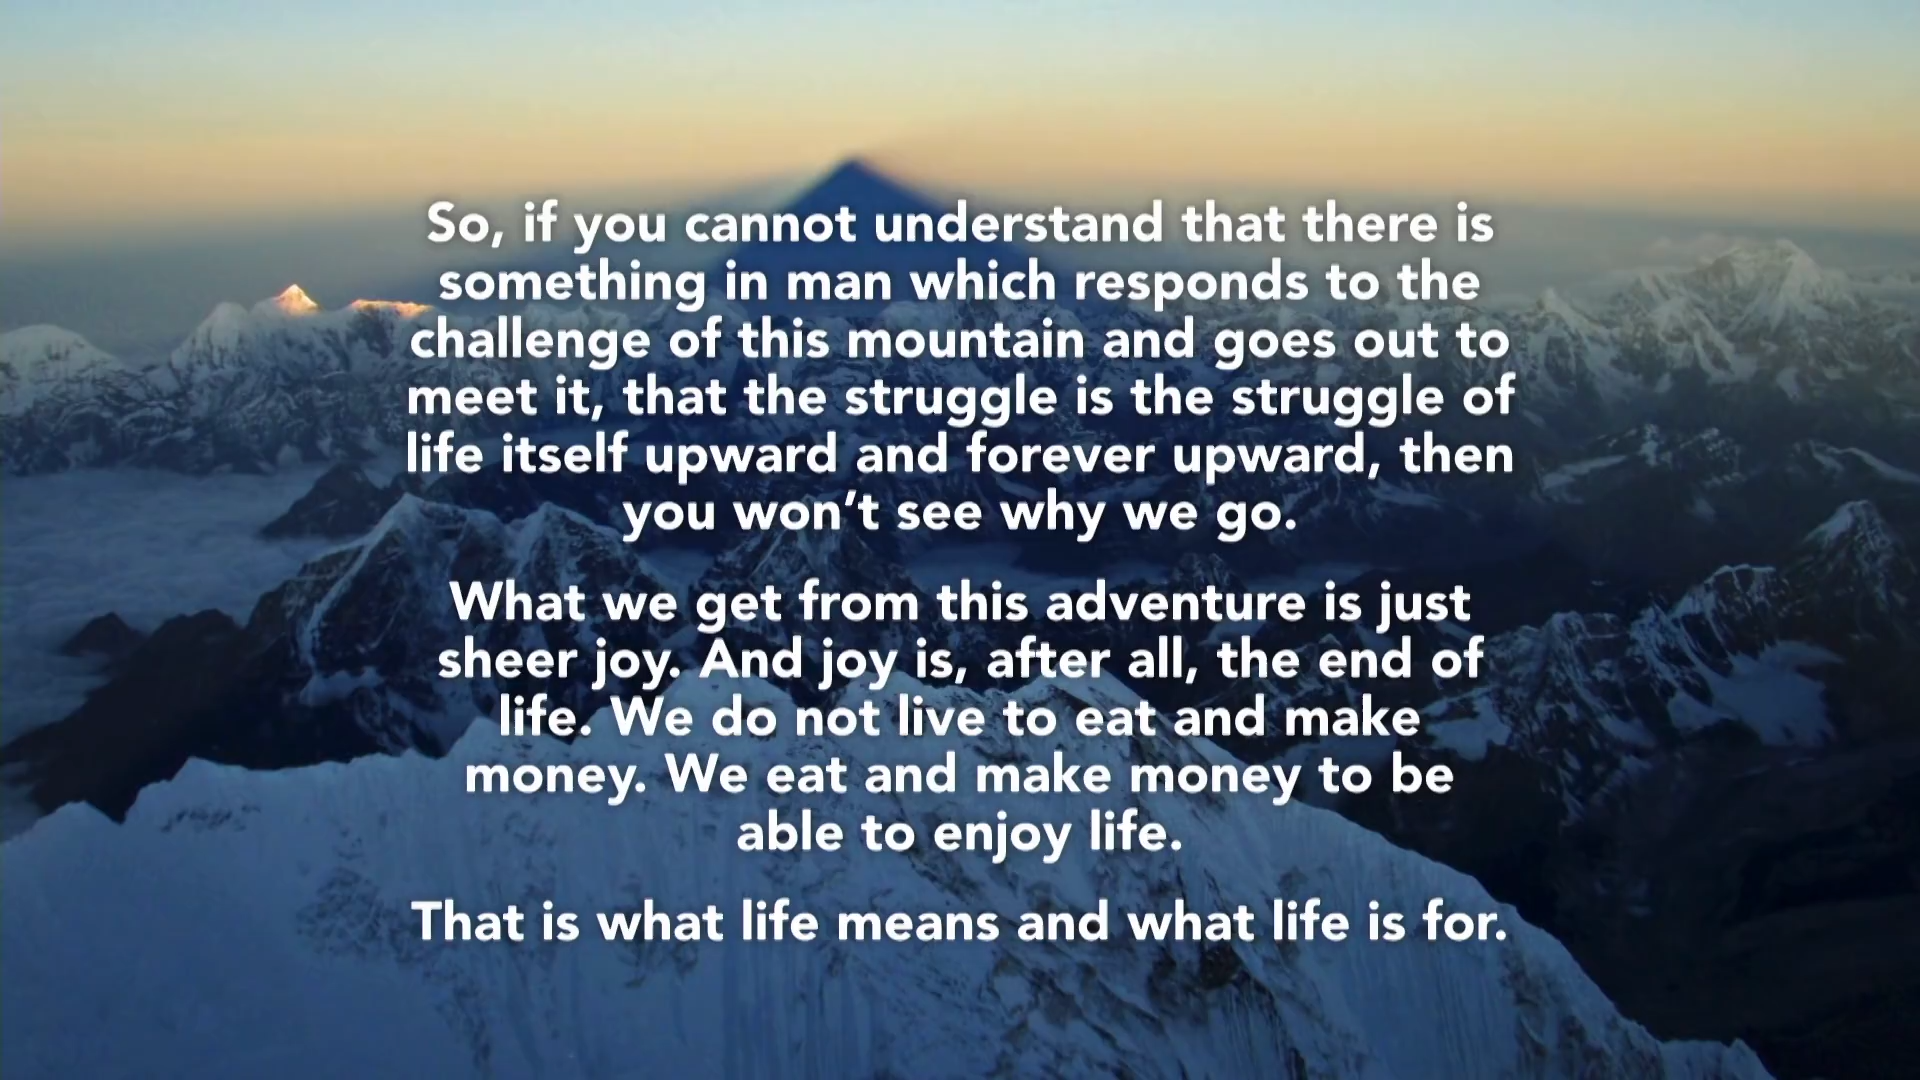 So, if you cannot understand that there is
something in man which responds to the
challenge of this mountain and goes out to
meet it, that the struggle is the struggle of
life itself upward and forever upward, then
you won’t see why we go.
What we get from this adventure is just
sheer joy. And joy is, after all, the end of
life. We do not live to eat and make
money. We eat and make money to be
able to enjoy life.
That is what life means and what life is for.